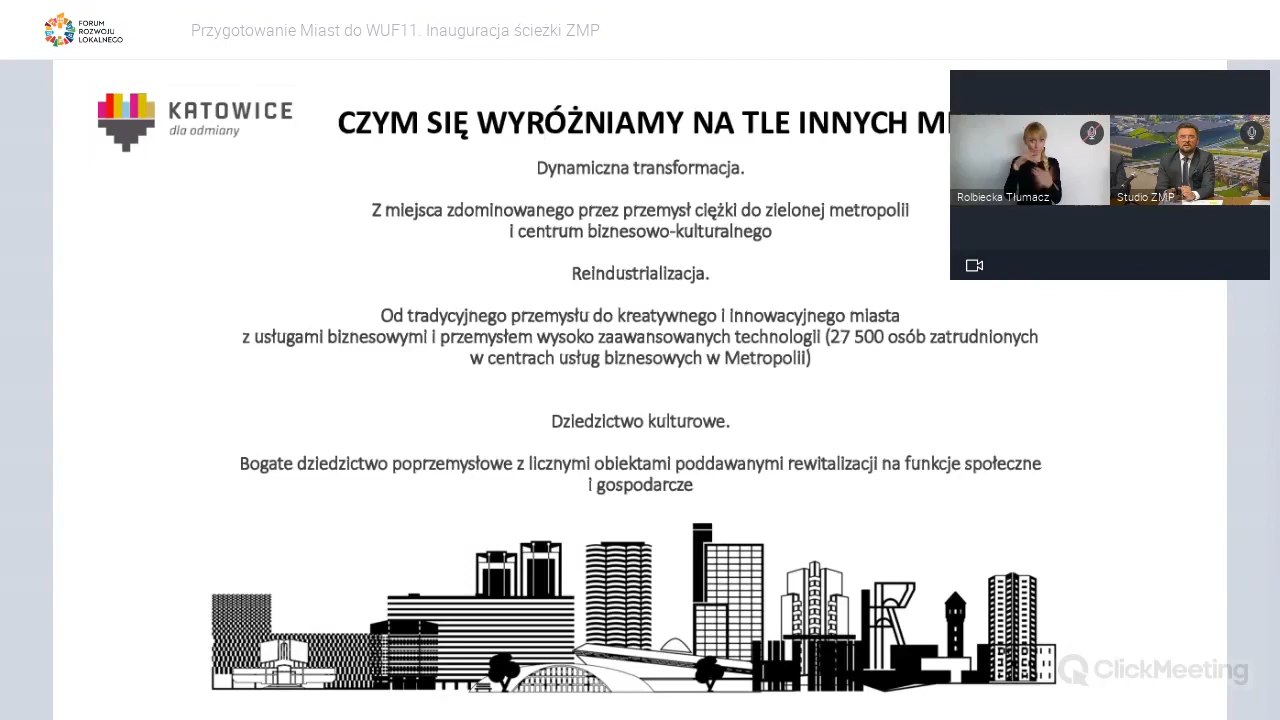 FORUM
ROZWOJU
LOKALNEGO
Przygotowanie Miast do WUF11. Inauguracja ścieżki ZMP
KATOWICE
dla odmiany
CZYM SIĘ WYRÓŻNIAMY NA TLE INNYCH
Dynamiczna transformacja.
Z miejsca zdominowanego przez przemysł ciężki do zielonej metropolii
i centrum biznesowo-kulturalnego
Reindustrializacja.
Od tradycyjnego przemysłu do kreatywnego i innowacyjnego miasta
z usługami biznesowymi i przemysłem wysoko zaawansowanych technologii (27 500 osób zatrudnionych
w centrach usług biznesowych w Metropolii)
Dziedzictwo kulturowe.
Bogate dziedzictwo poprzemysłowe z licznymi obiektami poddawanymi rewitalizacji na funkcje społeczne
i gospodarcze
Rolbiecka Tłumacz
Studio ZMP
ClickMeeting